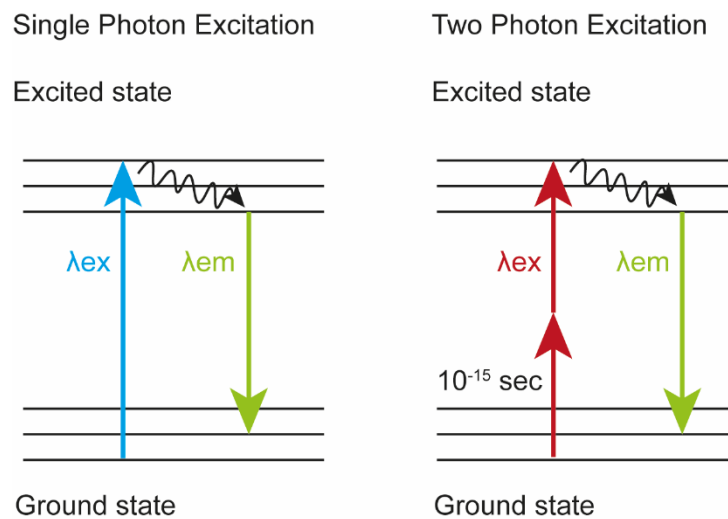 Single Photon Excitation
Excited state
λex
λem
Ground state
Two Photon Excitation
Excited state
λex
λem
10⁻¹⁵ sec
Ground state